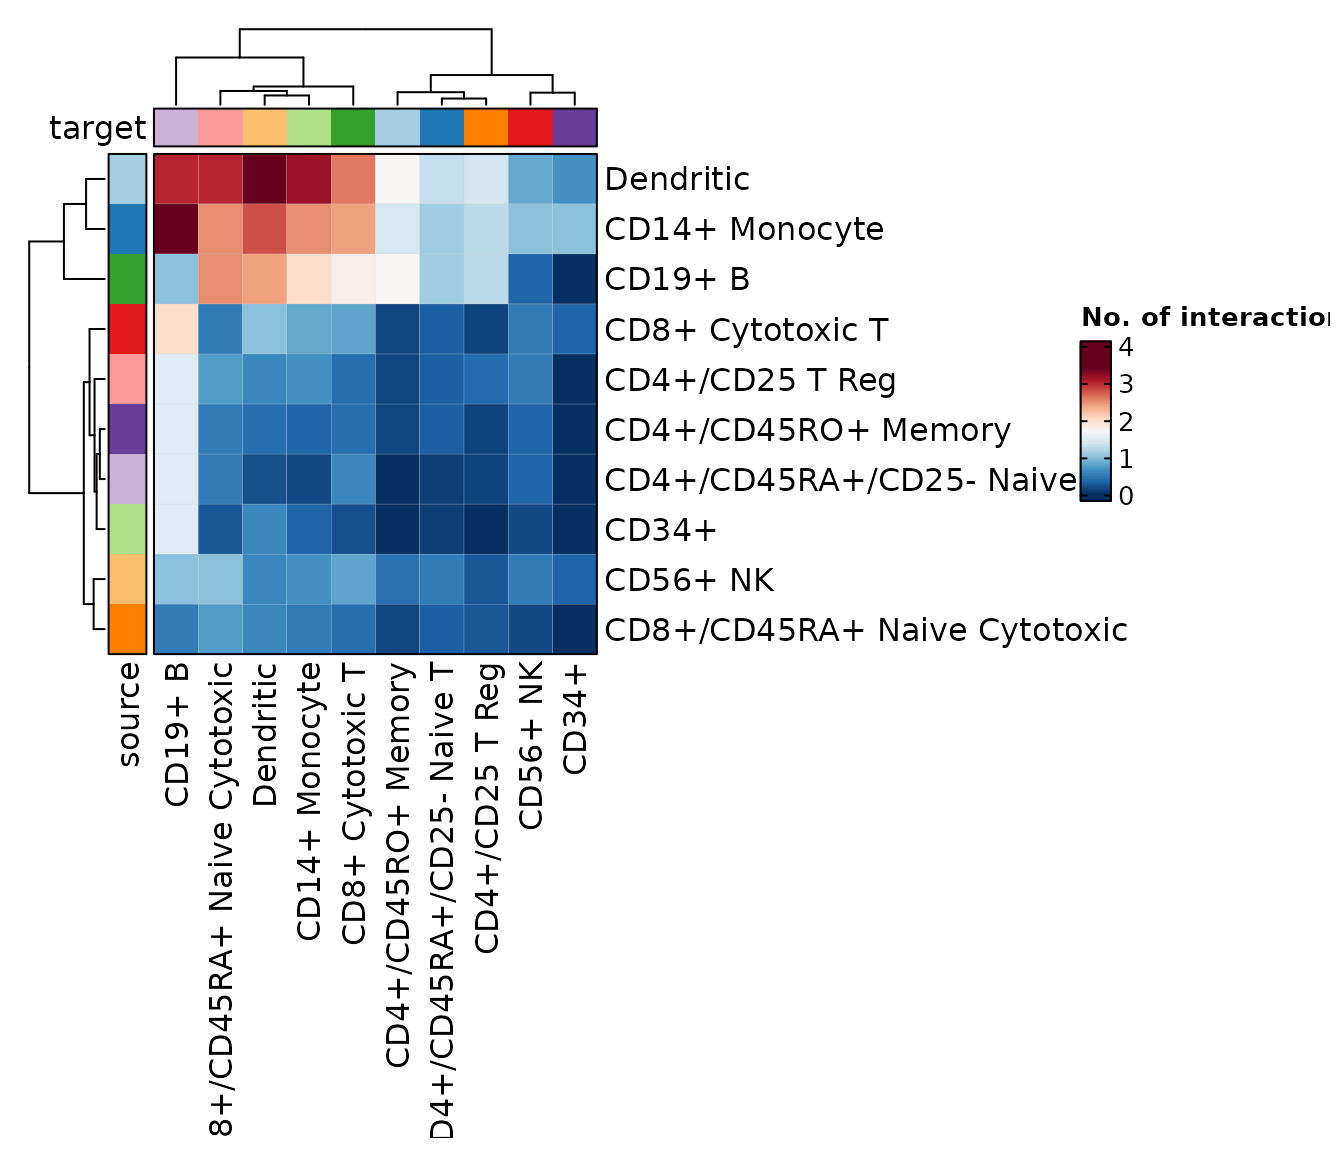 target
Dendritic
CD14+ Monocyte
CD19+ B
CD8+ Cytotoxic T
CD4+/CD25 T Reg
CD4+/CD45RO+ Memory
CD4+/CD45RA+/CD25- Naive
CD34+
CD56+ NK
CD8+/CD45RA+ Naive Cytotoxic
No. of interaction
4
3
2
1
0
source
CD19+ B
8+/CD45RA+ Naive Cytotoxic
Dendritic
CD14+ Monocyte
CD8+ Cytotoxic T
CD4+/CD45RO+ Memory
D4+/CD45RA+/CD25- Naive T
CD4+/CD25 T Reg
CD56+ NK
CD34+